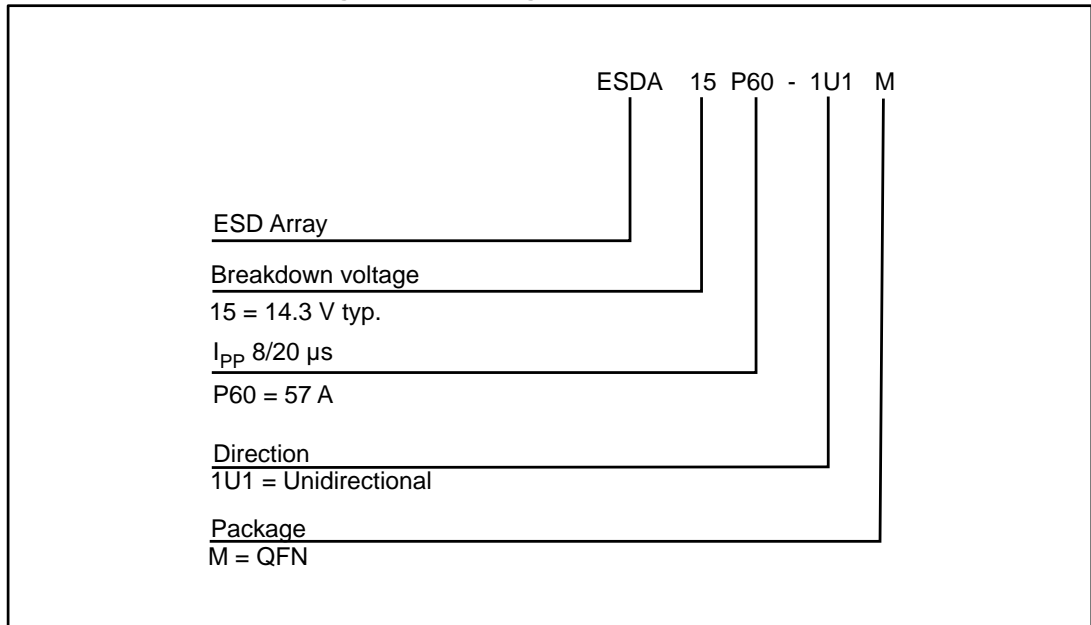 ESDA 15 P60 - 1U1 M
ESD Array
Breakdown voltage
15 = 14.3 V typ.
IPP 8/20 µs
P60 = 57 A
Direction
1U1 = Unidirectional
Package
M = QFN